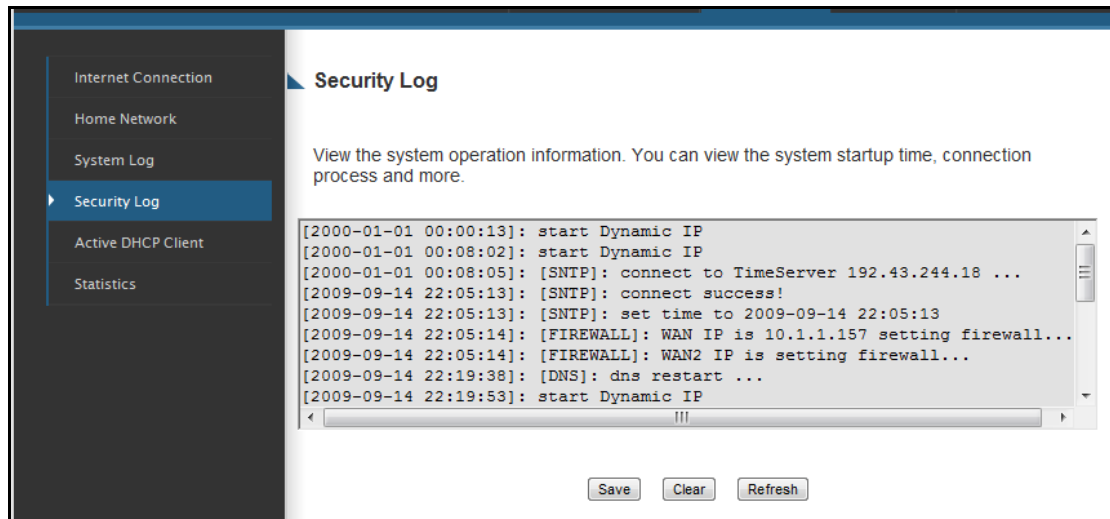 Internet Connection
Home Network
System Log
Security Log
Active DHCP Client
Statistics
Security Log
View the system operation information. You can view the system startup time, connection
process and more.
[2000-01-01 00:00:13]: start Dynamic IP
[2000-01-01 00:08:02]: start Dynamic IP
[2000-01-01 00:08:05]: [SNTP]: connect to TimeServer 192.43.244.18 ...
[2009-09-14 22:05:13]: [SNTP]: connect success!
[2009-09-14 22:05:13]: [SNTP]: set time to 2009-09-14 22:05:13
[2009-09-14 22:05:14]: [FIREWALL]: WAN IP is 10.1.1.157 setting firewall...
[2009-09-14 22:05:14]: [FIREWALL]: WAN2 IP is setting firewall...
[2009-09-14 22:19:38]: [DNS]: dns restart ...
[2009-09-14 22:19:53]: start Dynamic IP
Save Clear Refresh